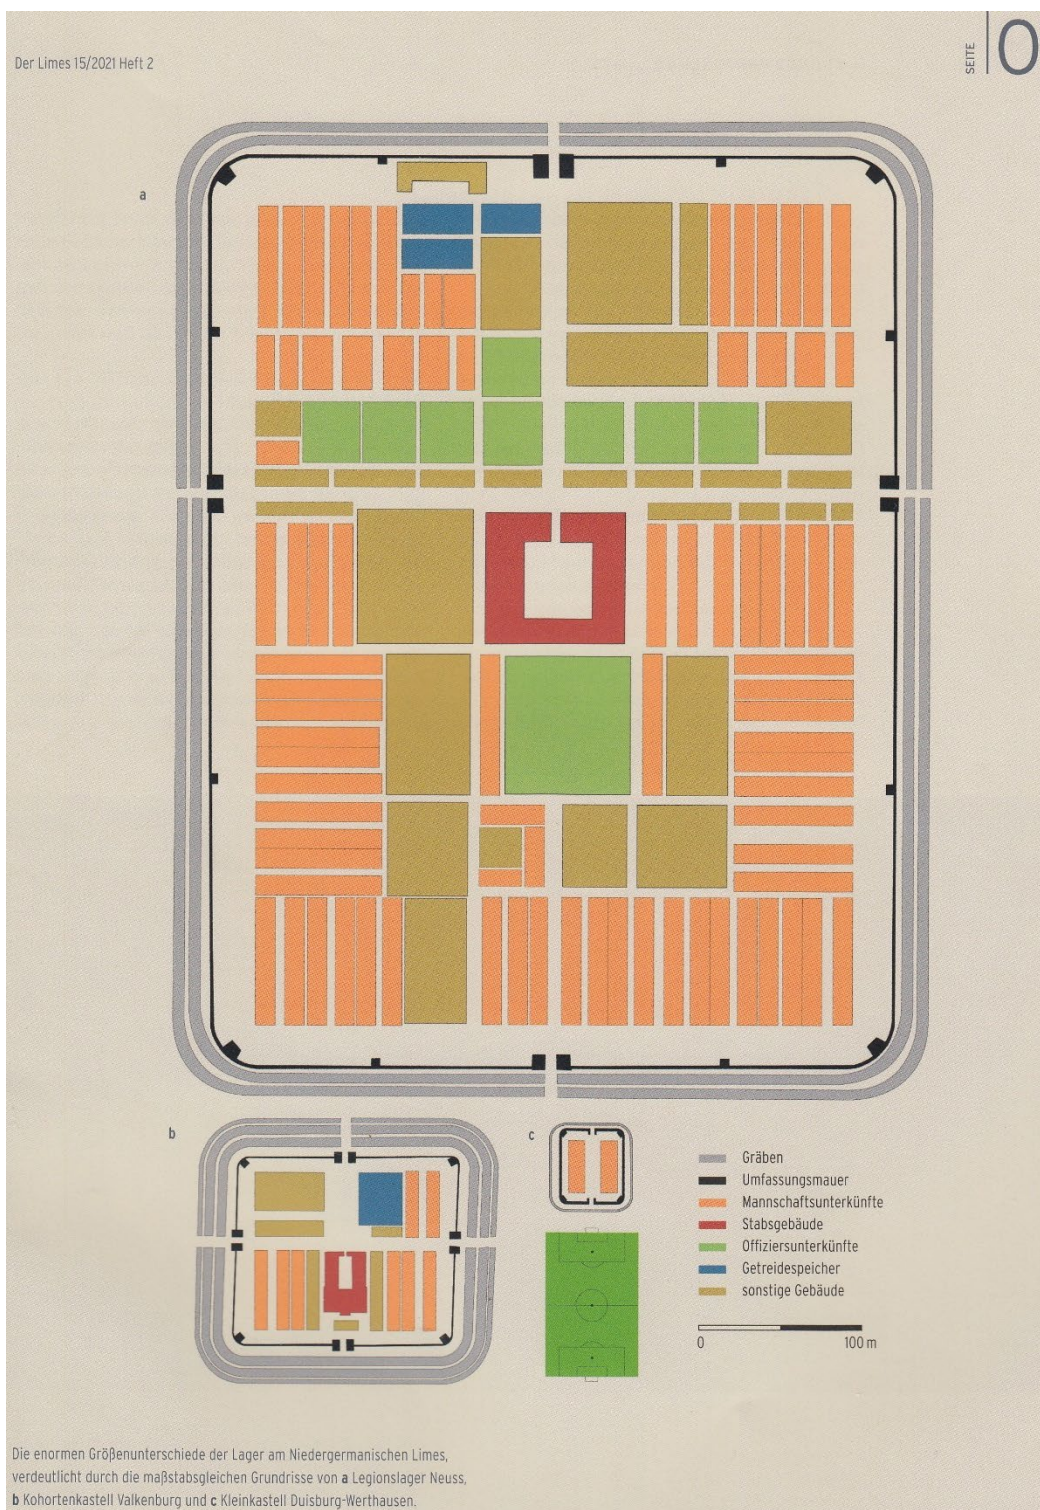 Der Limes 15/2021 Heft 2
SEITE 0
a
b
c
Gräben
Umfassungsmauer
Mannschaftsunterkünfte
Stabsgebäude
Offiziersunterkünfte
Getreidespeicher
sonstige Gebäude
0 100 m
Die enormen Größenunterschiede der Lager am Niedergermanischen Limes,
verdeutlicht durch die maßstabsgleichen Grundrisse von a Legionslager Neuss,
b Kohortenkastell Valkenburg und c Kleinkastell Duisburg-Werthausen.